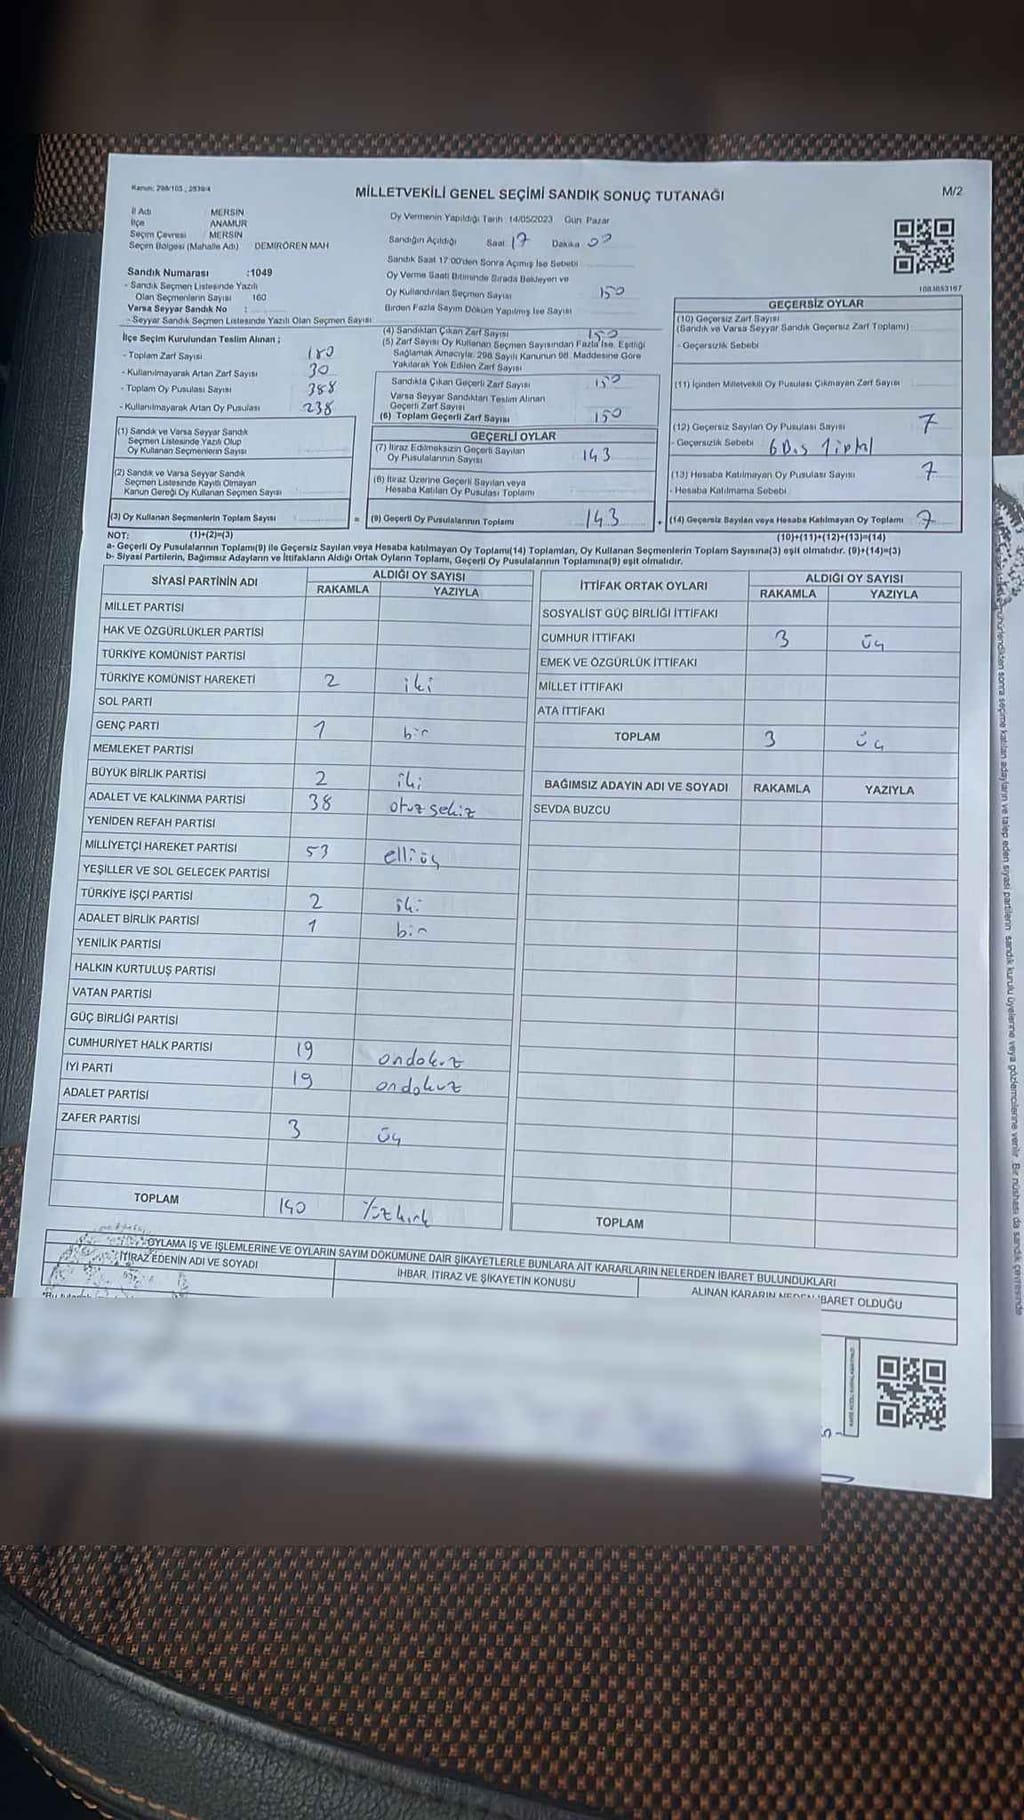 Kanun: 298/105 , 2839/4
MİLLETVEKİLİ GENEL SEÇİMİ SANDIK SONUÇ TUTANAĞI
M/2
İl Adı MERSİN
İlçe ANAMUR
Seçim Çevresi MERSİN
Seçim Bölgesi (Mahalle Adı) DEMİRÖREN MAH
Sandık Numarası :1049
- Sandık Seçmen Listesinde Yazılı
Olan Seçmenlerin Sayısı 160
Varsa Seyyar Sandık No :
- Seyyar Sandık Seçmen Listesinde Yazılı Olan Seçmen Sayısı
İlçe Seçim Kurulundan Teslim Alınan ;
- Toplam Zarf Sayısı 180
- Kullanılmayarak Artan Zarf Sayısı 30
- Toplam Oy Pusulası Sayısı 388
- Kullanılmayarak Artan Oy Pusulası 238
(1) Sandık ve Varsa Seyyar Sandık
Seçmen Listesinde Yazılı Olup
Oy Kullanan Seçmenlerin Sayısı
(2) Sandık ve Varsa Seyyar Sandık
Seçmen Listesinde Kayıtlı Olmayan
Kanun Gereği Oy Kullanan Seçmen Sayısı
(3) Oy Kullanan Seçmenlerin Toplam Sayısı
Oy Vermenin Yapıldığı Tarih 14/05/2023 Gün Pazar
Sandığın Açıldığı Saat 17 Dakika 00
Sandık Saat 17:00'den Sonra Açılmış İse Sebebi
Oy Verme Saati Bitiminde Sırada Bekleyen ve
Oy Kullandırılan Seçmen Sayısı 150
Birden Fazla Sayım Döküm Yapılmış İse Sayısı
(4) Sandıktan Çıkan Zarf Sayısı 150
(5) Zarf Sayısı Oy Kullanan Seçmen Sayısından Fazla İse, Eşitliği
Sağlamak Amacıyla; 298 Sayılı Kanunun 98. Maddesine Göre
Yakılarak Yok Edilen Zarf Sayısı
Sandıkta Çıkan Geçerli Zarf Sayısı 150
Varsa Seyyar Sandıktan Teslim Alınan
Geçerli Zarf Sayısı
(6) Toplam Geçerli Zarf Sayısı 150
GEÇERLİ OYLAR
(7) İtiraz Edilmeksizin Geçerli Sayılan
Oy Pusulalarının Sayısı 143
(8) İtiraz Üzerine Geçerli Sayılan veya
Hesaba Katılan Oy Pusulası Toplamı
= (9) Geçerli Oy Pusulalarının Toplamı 143
1083853197
GEÇERSİZ OYLAR
(10) Geçersiz Zarf Sayısı
(Sandık ve Varsa Seyyar Sandık Geçersiz Zarf Toplamı)
- Geçersizlik Sebebi
(11) İçinden Milletvekili Oy Pusulası Çıkmayan Zarf Sayısı
(12) Geçersiz Sayılan Oy Pusulası Sayısı 7
- Geçersizlik Sebebi 6 1 iptal
(13) Hesaba Katılmayan Oy Pusulası Sayısı 7
- Hesaba Katılmama Sebebi
+ (14) Geçersiz Sayılan veya Hesaba Katılmayan Oy Toplamı 7
NOT: (1)+(2)=(3) (10)+(11)+(12)+(13)=(14)
a- Geçerli Oy Pusulalarının Toplamı(9) ile Geçersiz Sayılan veya Hesaba katılmayan Oy Toplamı(14) Toplamları, Oy Kullanan Seçmenlerin Toplam Sayısına(3) eşit olmalıdır. (9)+(14)=(3)
b- Siyasi Partilerin, Bağımsız Adayların ve İttifakların Aldığı Ortak Oyların Toplamı, Geçerli Oy Pusulalarının Toplamına(9) eşit olmalıdır.
SİYASİ PARTİNİN ADI ALDIĞI OY SAYISI
RAKAMLA YAZIYLA
MİLLET PARTİSİ
HAK VE ÖZGÜRLÜKLER PARTİSİ
TÜRKİYE KOMÜNİST PARTİSİ
TÜRKİYE KOMÜNİST HAREKETİ 2 iki
SOL PARTİ
GENÇ PARTİ 1 bir
MEMLEKET PARTİSİ
BÜYÜK BİRLİK PARTİSİ 2 iki
ADALET VE KALKINMA PARTİSİ 38 otuz sekiz
YENİDEN REFAH PARTİSİ
MİLLİYETÇİ HAREKET PARTİSİ 53 elli üç
YEŞİLLER VE SOL GELECEK PARTİSİ
TÜRKİYE İŞÇİ PARTİSİ 2 iki
ADALET BİRLİK PARTİSİ 1 bir
YENİLİK PARTİSİ
HALKIN KURTULUŞ PARTİSİ
VATAN PARTİSİ
GÜÇ BİRLİĞİ PARTİSİ
CUMHURİYET HALK PARTİSİ 19 ondokuz
İYİ PARTİ 19 ondokuz
ADALET PARTİSİ
ZAFER PARTİSİ 3 üç
TOPLAM 140 Yüzkırk
İTTİFAK ORTAK OYLARI ALDIĞI OY SAYISI
RAKAMLA YAZIYLA
SOSYALİST GÜÇ BİRLİĞİ İTTİFAKI
CUMHUR İTTİFAKI 3 üç
EMEK VE ÖZGÜRLÜK İTTİFAKI
MİLLET İTTİFAKI
ATA İTTİFAKI
TOPLAM 3 üç
BAĞIMSIZ ADAYIN ADI VE SOYADI RAKAMLA YAZIYLA
SEVDA BUZCU
TOPLAM
OYLAMA İŞ VE İŞLEMLERİNE VE OYLARIN SAYIM DÖKÜMÜNE DAİR ŞİKAYETLERLE BUNLARA AİT KARARLARIN NELERDEN İBARET BULUNDUKLARI
İTİRAZ EDENİN ADI VE SOYADI
İHBAR, İTİRAZ VE ŞİKAYETİN KONUSU
ALINAN KARARIN NEDEN İBARET OLDUĞU
mühürlendikten sonra seçime katılan adayların ve talep eden siyasi partilerin sandık kurulu üyelerine veya gözlemcilerine verilir. Bir nüshası da sandık çevresinde